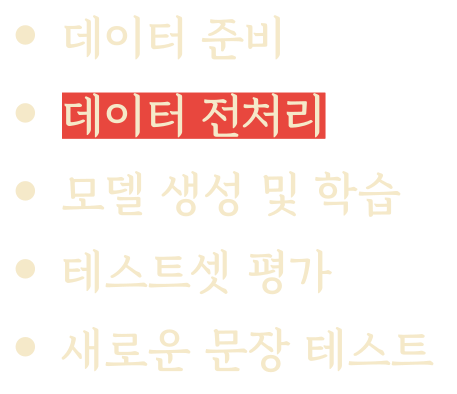 • 데이터 준비
• 데이터 전처리
• 모델 생성 및 학습
• 테스트셋 평가
• 새로운 문장 테스트